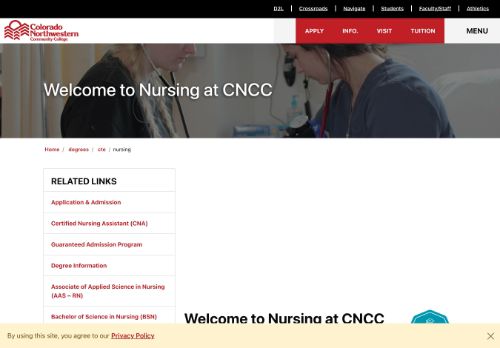 D2L | Crossroads | Navigate | Students | Faculty/Staff | Athletics
Colorado
Northwestern
Community College
APPLY INFO. VISIT TUITION MENU
Welcome to Nursing at CNCC
Home / degrees / cte / nursing
RELATED LINKS
Application & Admission
Certified Nursing Assistant (CNA)
Guaranteed Admission Program
Degree Information
Associate of Applied Science in Nursing
(AAS – RN)
Bachelor of Science in Nursing (BSN)
Welcome to Nursing at CNCC
By using this site, you agree to our Privacy Policy